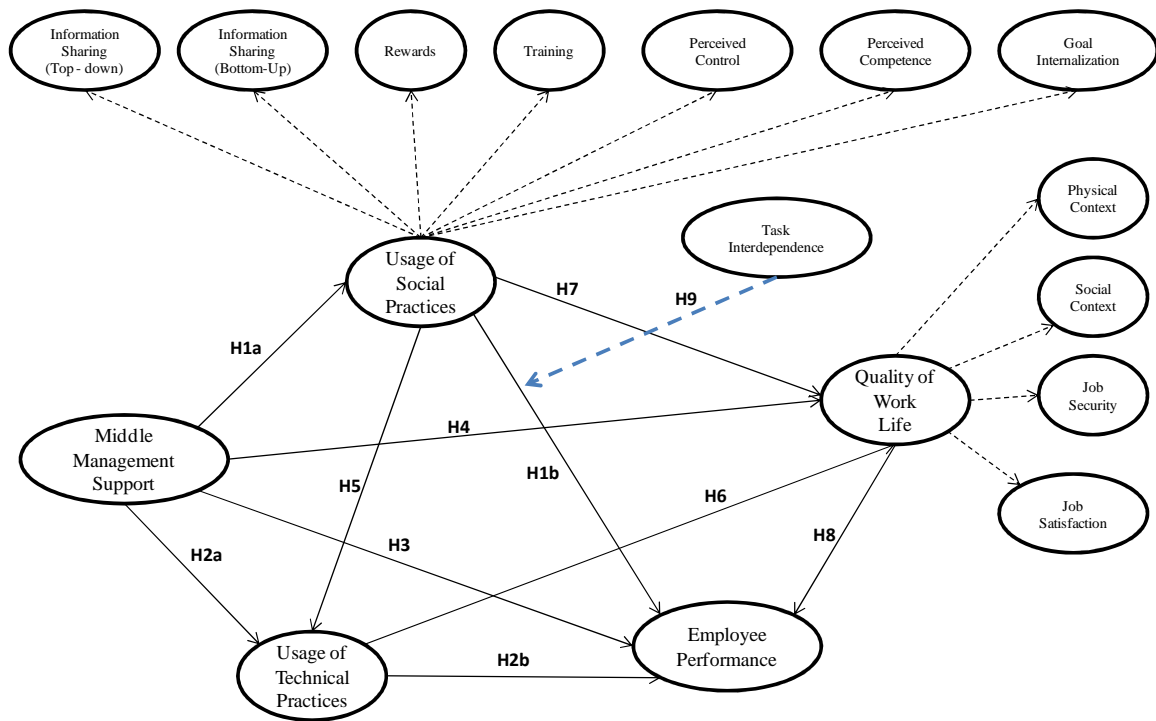 Information
Sharing
(Top - down)
Information
Sharing
(Bottom-Up)
Rewards
Training
Perceived
Control
Perceived
Competence
Goal
Internalization
Physical
Context
Task
Interdependence
Usage of
Social
Practices
H7
H9
Social
Context
H1a
Quality of
Work
Life
Job
Security
Middle
Management
Support
H4
H5
H1b
H6
Job
Satisfaction
H2a
H3
H8
Usage of
Technical
Practices
H2b
Employee
Performance